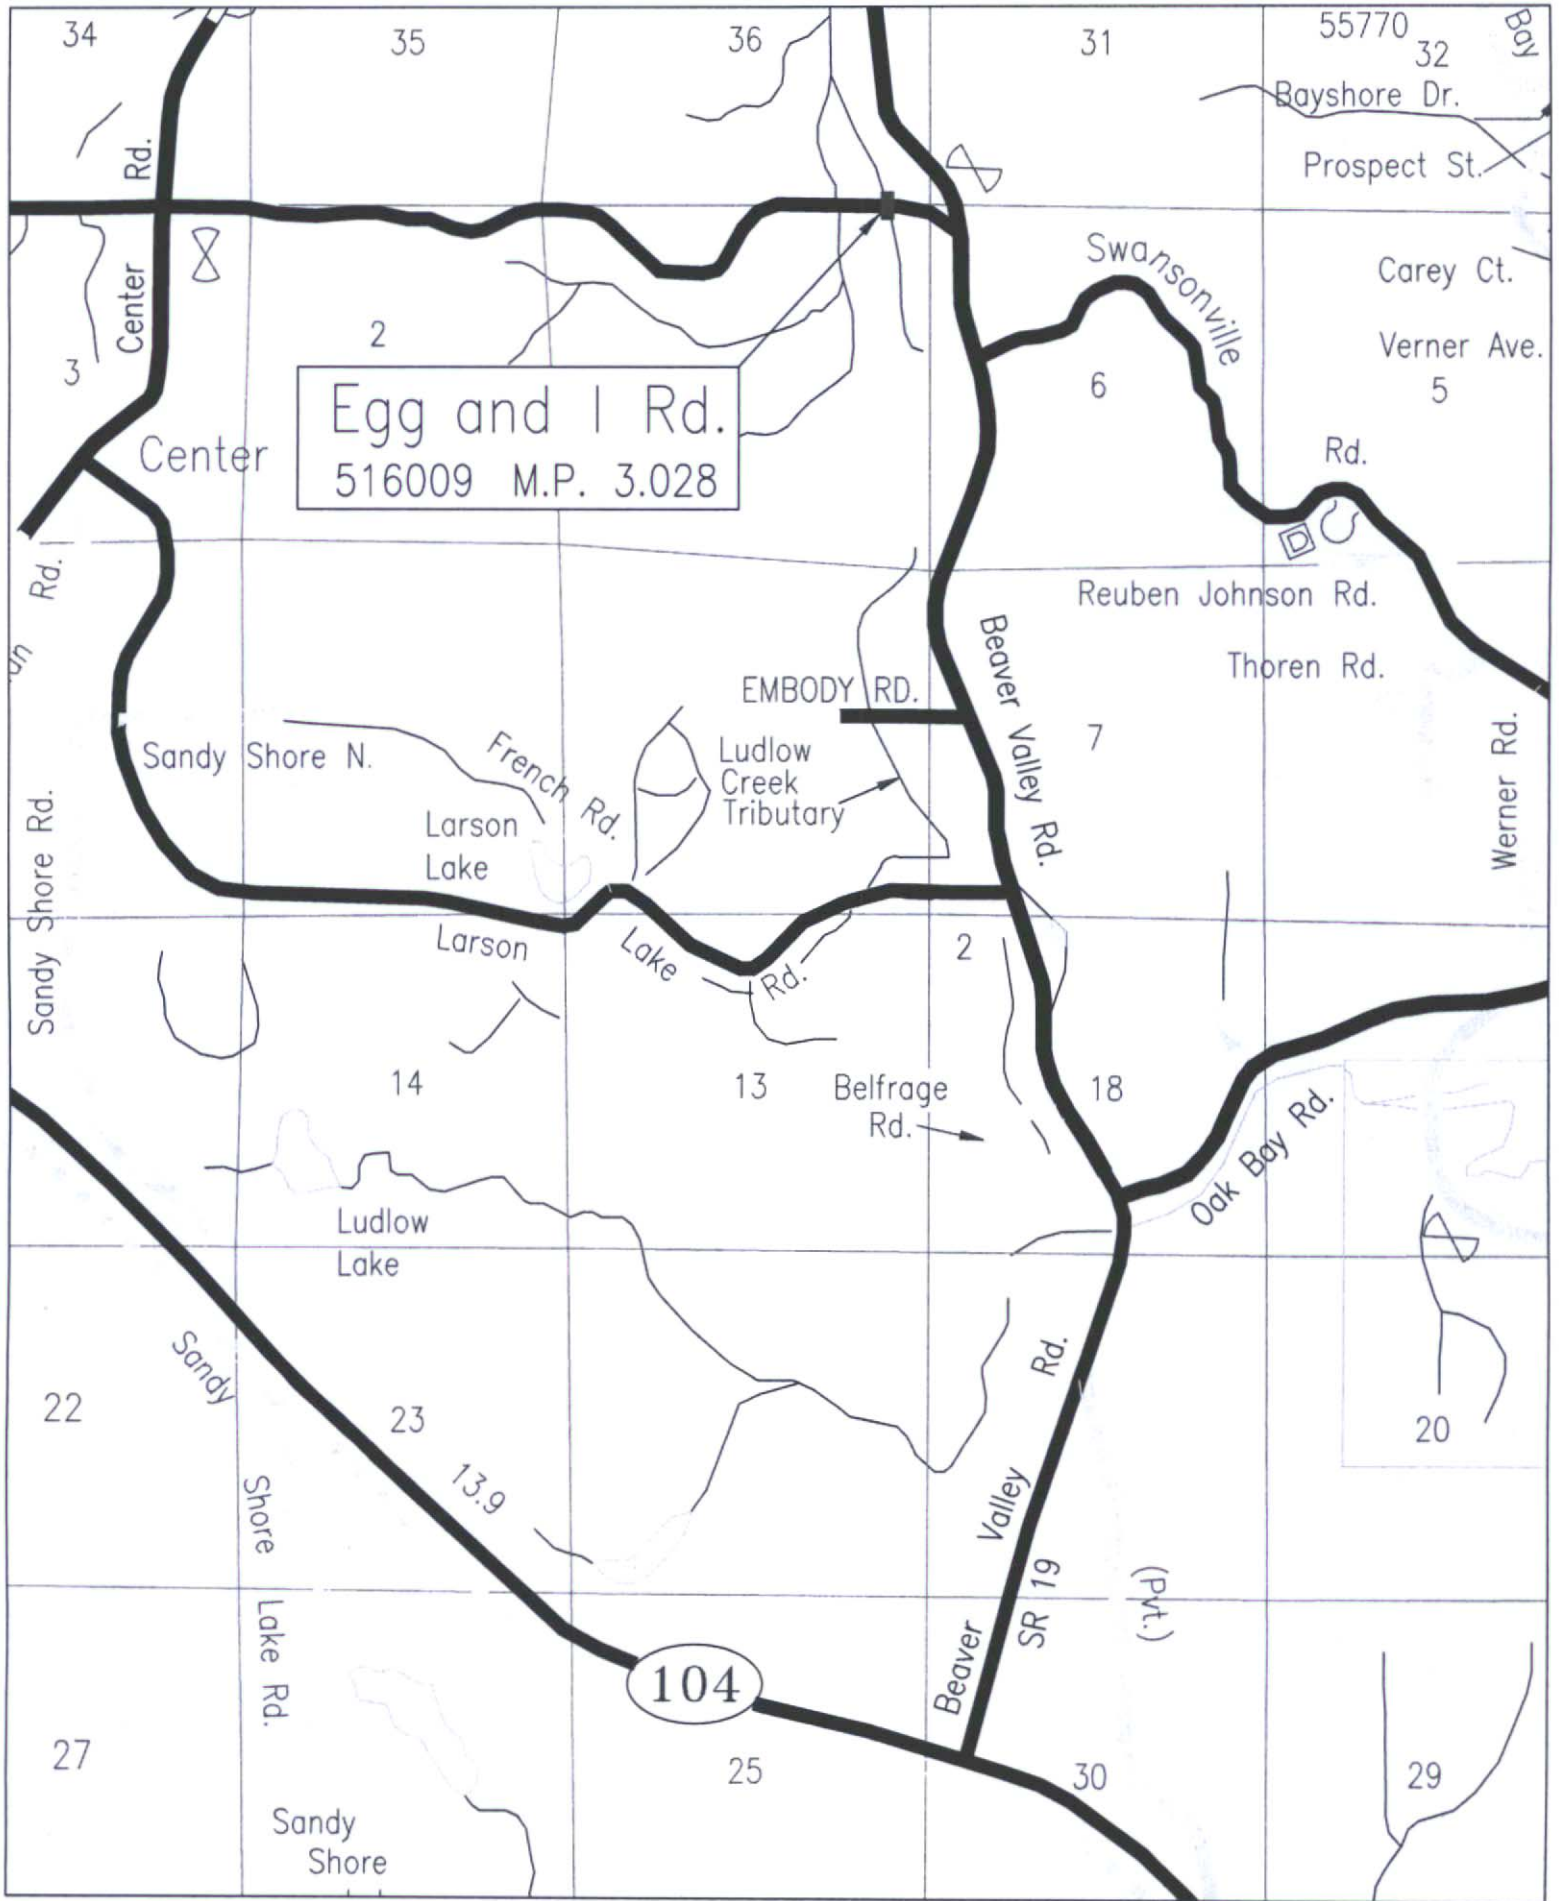 34
35
36
31
55770
32
Bay
Bayshore Dr.
Prospect St.
Center Rd.
Swansonville Rd.
Carey Ct.
Verner Ave.
3
2
6
5
Egg and I Rd.
516009 M.P. 3.028
Center
D
Rd.
Reuben Johnson Rd.
Thoren Rd.
EMBODY RD.
Beaver Valley Rd.
7
Werner Rd.
Sandy Shore N.
French Rd.
Ludlow
Creek
Tributary
Larson
Lake
Sandy Shore Rd.
Larson Lake Rd.
2
14
13
Belfrage
Rd.
18
Oak Bay Rd.
Ludlow
Lake
Sandy Shore Lake Rd.
22
23
13.9
20
Beaver Valley Rd.
SR 19
(Pvt.)
104
27
25
30
29
Sandy
Shore